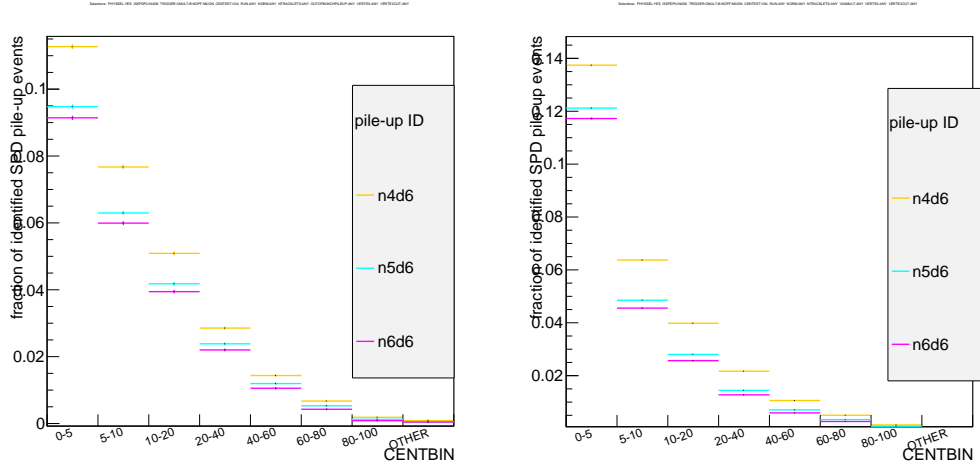 fraction of identified SPD pile-up events
0.1
0.08
0.06
0.04
0.02
0
pile-up ID
n4d6
n5d6
n6d6
0-5
5-10
10-20
20-40
40-60
60-80
80-100
OTHER
CENTBIN
fraction of identified SPD pile-up events
0.14
0.12
0.1
0.08
0.06
0.04
0.02
pile-up ID
n4d6
n5d6
n6d6
0-5
5-10
10-20
20-40
40-60
60-80
80-100
OTHER
CENTBIN